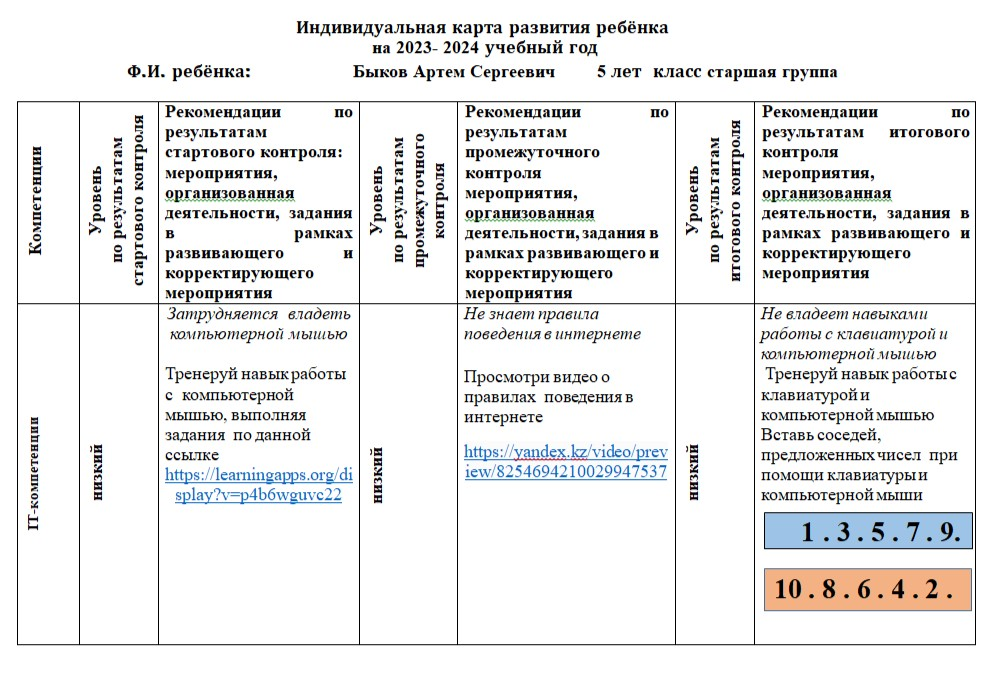 Индивидуальная карта развития ребёнка
на 2023- 2024 учебный год
Ф.И. ребёнка: Быков Артем Сергеевич 5 лет класс старшая группа
Компетенции
Уровень
по результатам
стартового контроля
Рекомендации по
результатам
стартового контроля:
мероприятия,
организованная
деятельности, задания
в рамках
развивающего и
корректирующего
мероприятия
Уровень
по результатам
промежуточного
контроля
Рекомендации по
результатам
промежуточного
контроля
мероприятия,
организованная
деятельности, задания в
рамках развивающего и
корректирующего
мероприятия
Уровень
по результатам
итогового контроля
Рекомендации по
результатам итогового
контроля
мероприятия,
организованная
деятельности, задания в
рамках развивающего и
корректирующего
мероприятия
IT-компетенции
низкий
Затрудняется владеть
компьютерной мышью
Тренеруй навык работы
с компьютерной
мышью, выполняя
задания по данной
ссылке
https://learningapps.org/di
splay?v=p4b6wguvc22
низкий
Не знает правила
поведения в интернете
Просмотри видео о
правилах поведения в
интернете
https://yandex.kz/video/prev
iew/8254694210029947537
низкий
Не владеет навыками
работы с клавиатурой и
компьютерной мышью
Тренеруй навык работы с
клавиатурой и
компьютерной мышью
Вставь соседей,
предложенных чисел при
помощи клавиатуры и
компьютерной мыши
1 . 3 . 5 . 7 . 9.
10 . 8 . 6 . 4 . 2 .